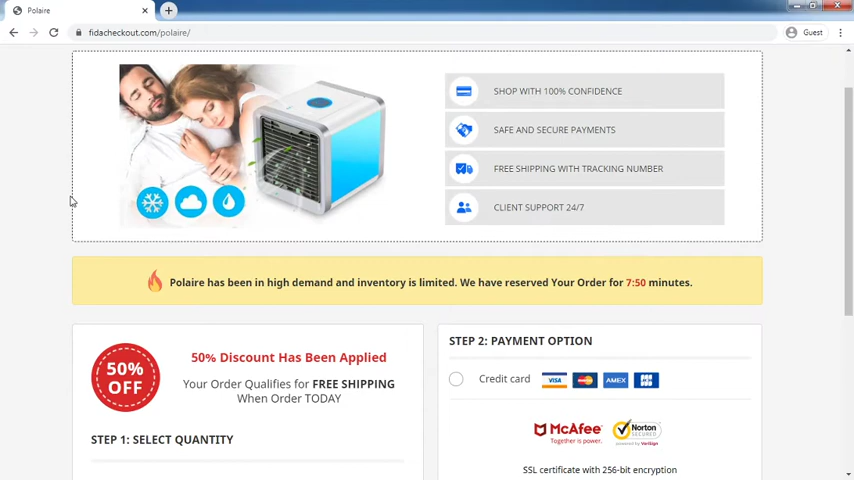 Polaire
fidacheckout.com/polaire/
Guest
SHOP WITH 100% CONFIDENCE
SAFE AND SECURE PAYMENTS
FREE SHIPPING WITH TRACKING NUMBER
CLIENT SUPPORT 24/7
Polaire has been in high demand and inventory is limited. We have reserved Your Order for 7:50 minutes.
50%
OFF
50% Discount Has Been Applied
Your Order Qualifies for FREE SHIPPING
When Order TODAY
STEP 1: SELECT QUANTITY
STEP 2: PAYMENT OPTION
Credit card
VISA
AMEX
JCB
McAfee
Together is power.
Norton
SECURED
powered by VeriSign
SSL certificate with 256-bit encryption